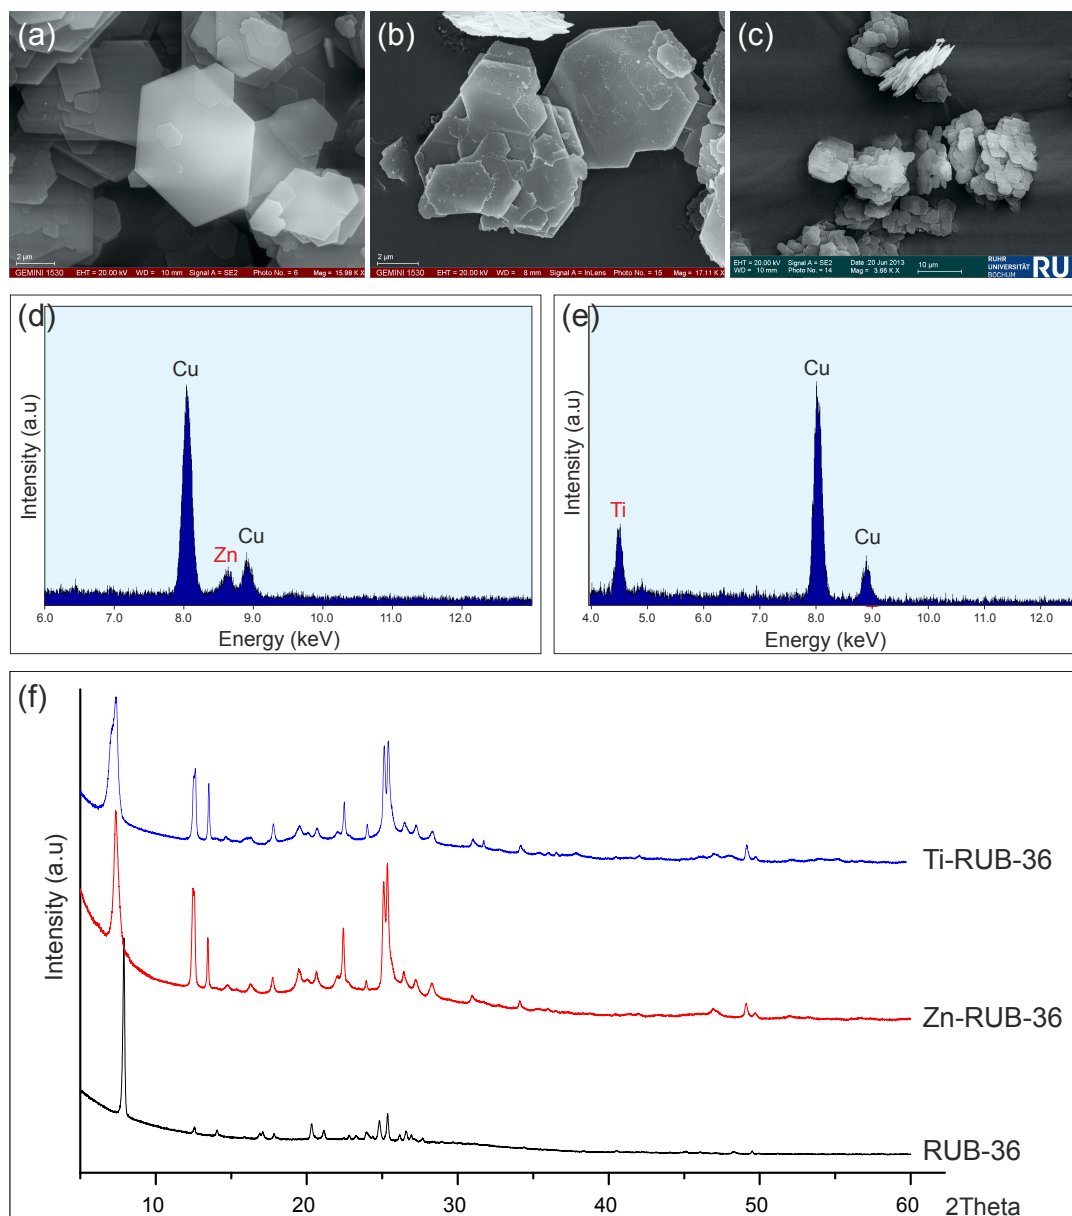 (a)
2 µm
GEMINI 1530 EHT = 20.00 kV WD = 10 mm Signal A = SE2 Photo No. = 6 Mag = 15.98 K X
(b)
2 µm
GEMINI 1530 EHT = 20.00 kV WD = 8 mm Signal A = InLens Photo No. = 15 Mag = 17.11 K X
(c)
EHT = 20.00 kV Signal A = SE2 Date :20 Jun 2013 10 µm
WD = 10 mm Photo No. = 14 Mag = 3.66 K X
RUHR
UNIVERSITÄT
BOCHUM
RU
(d)
Cu
Zn
Cu
Intensity (a.u)
6.0 7.0 8.0 9.0 10.0 11.0 12.0
Energy (keV)
(e)
Ti
Cu
Cu
Intensity (a.u)
4.0 5.0 6.0 7.0 8.0 9.0 10.0 11.0 12.0
Energy (keV)
(f)
Intensity (a.u)
Ti-RUB-36
Zn-RUB-36
RUB-36
10 20 30 40 50 60 2Theta